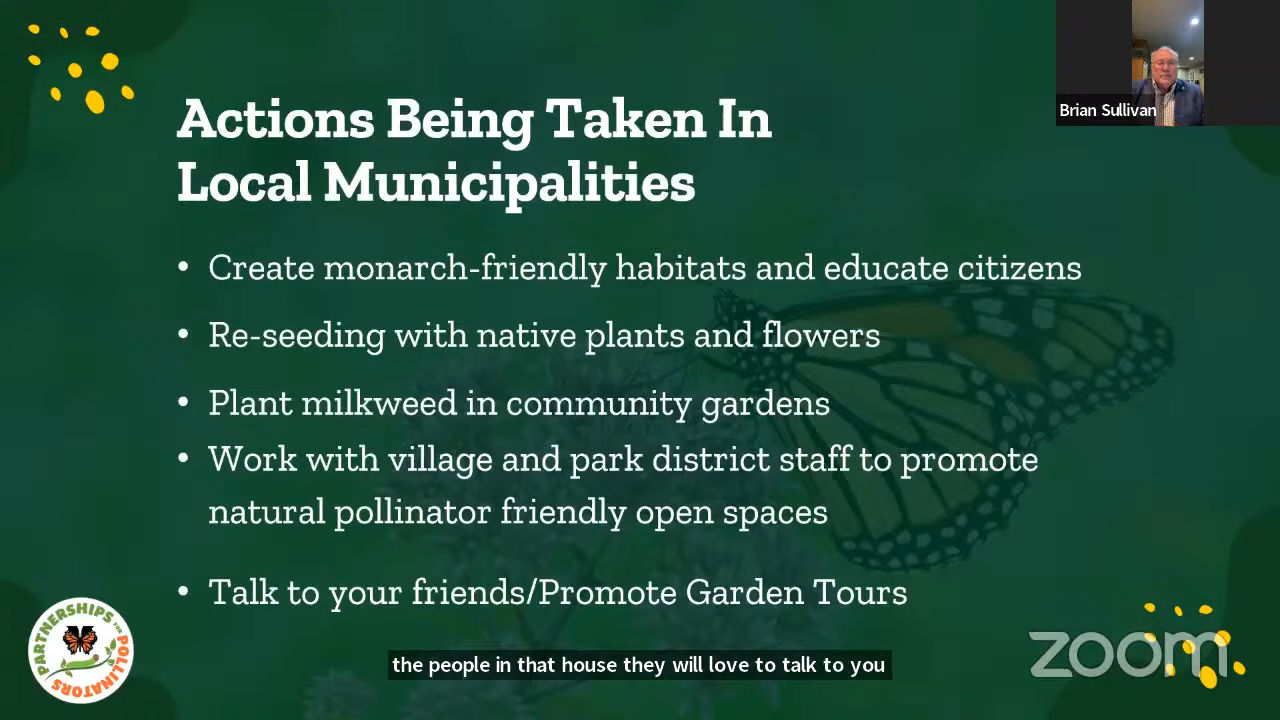 Brian Sullivan
Actions Being Taken In
Local Municipalities
• Create monarch-friendly habitats and educate citizens
• Re-seeding with native plants and flowers
• Plant milkweed in community gardens
• Work with village and park district staff to promote
natural pollinator friendly open spaces
• Talk to your friends/Promote Garden Tours
PARTNERSHIPS FOR POLLINATORS
zoom
the people in that house they will love to talk to you